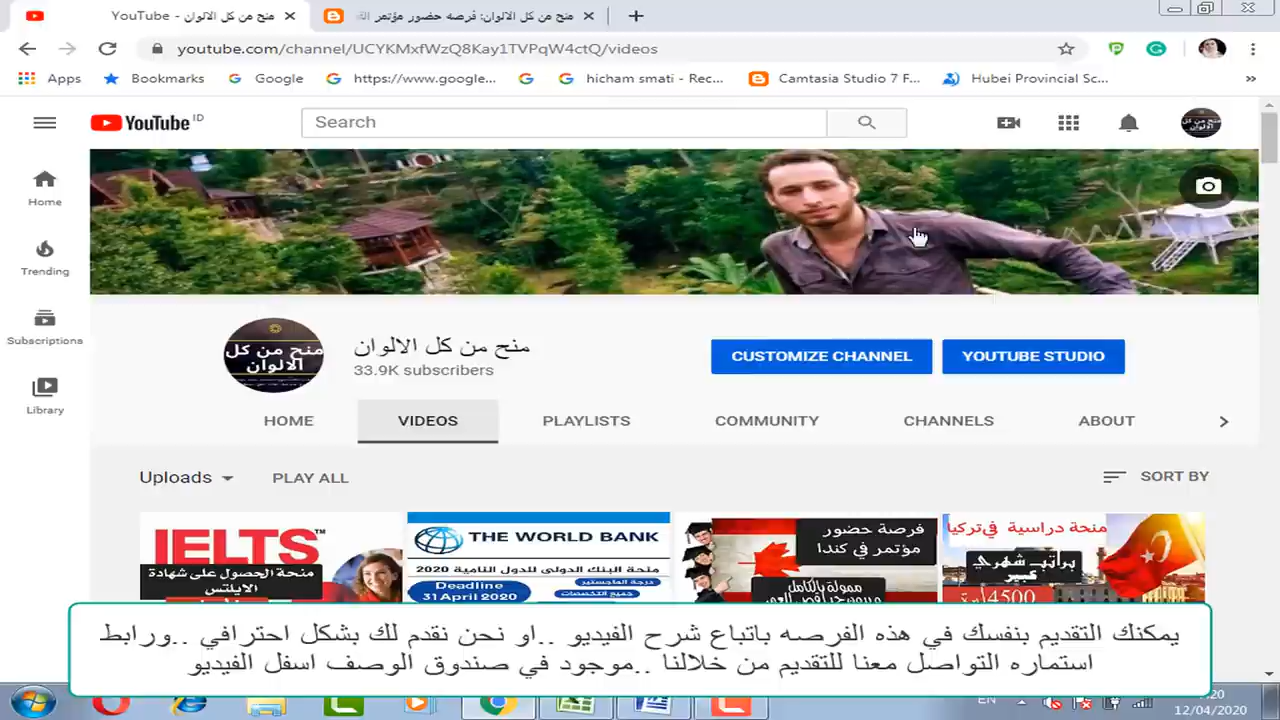 منح من كل الالوان - YouTube
منح من كل الالوان: فرصه حضور مؤتمر
youtube.com/channel/UCYKMxfWzQ8Kay1TVPqW4ctQ/videos
Apps
Bookmarks
Google
https://www.google...
hicham smati - Rec...
Camtasia Studio 7 F...
Hubei Provincial Sc...
»
YouTube ID
Search
منح من كل
الالوان
Home
Trending
Subscriptions
Library
منح من كل
الالوان
منح من كل الالوان
33.9K subscribers
CUSTOMIZE CHANNEL
YOUTUBE STUDIO
HOME
VIDEOS
PLAYLISTS
COMMUNITY
CHANNELS
ABOUT
Uploads
PLAY ALL
SORT BY
IELTS™
منحة الحصول على شهادة
الايلتس
THE WORLD BANK
منحة البنك الدولي للدول النامية 2020
درجة الماجستير
Deadline
31 April 2020
جميع التخصصات
فرصة حضور
مؤتمر في كندا
ممولة بالكامل
منحة دراسية في تركيا
براتب شهري
كبير
4500
يمكنك التقديم بنفسك في هذه الفرصه باتباع شرح الفيديو ..او نحن نقدم لك بشكل احترافي ..ورابط
استماره التواصل معنا للتقديم من خلالنا ..موجود في صندوق الوصف اسفل الفيديو
EN
12/04/2020